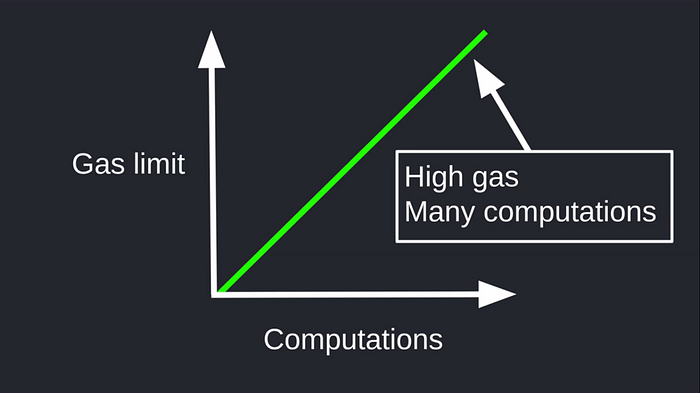 Gas limit
High gas
Many computations
Computations